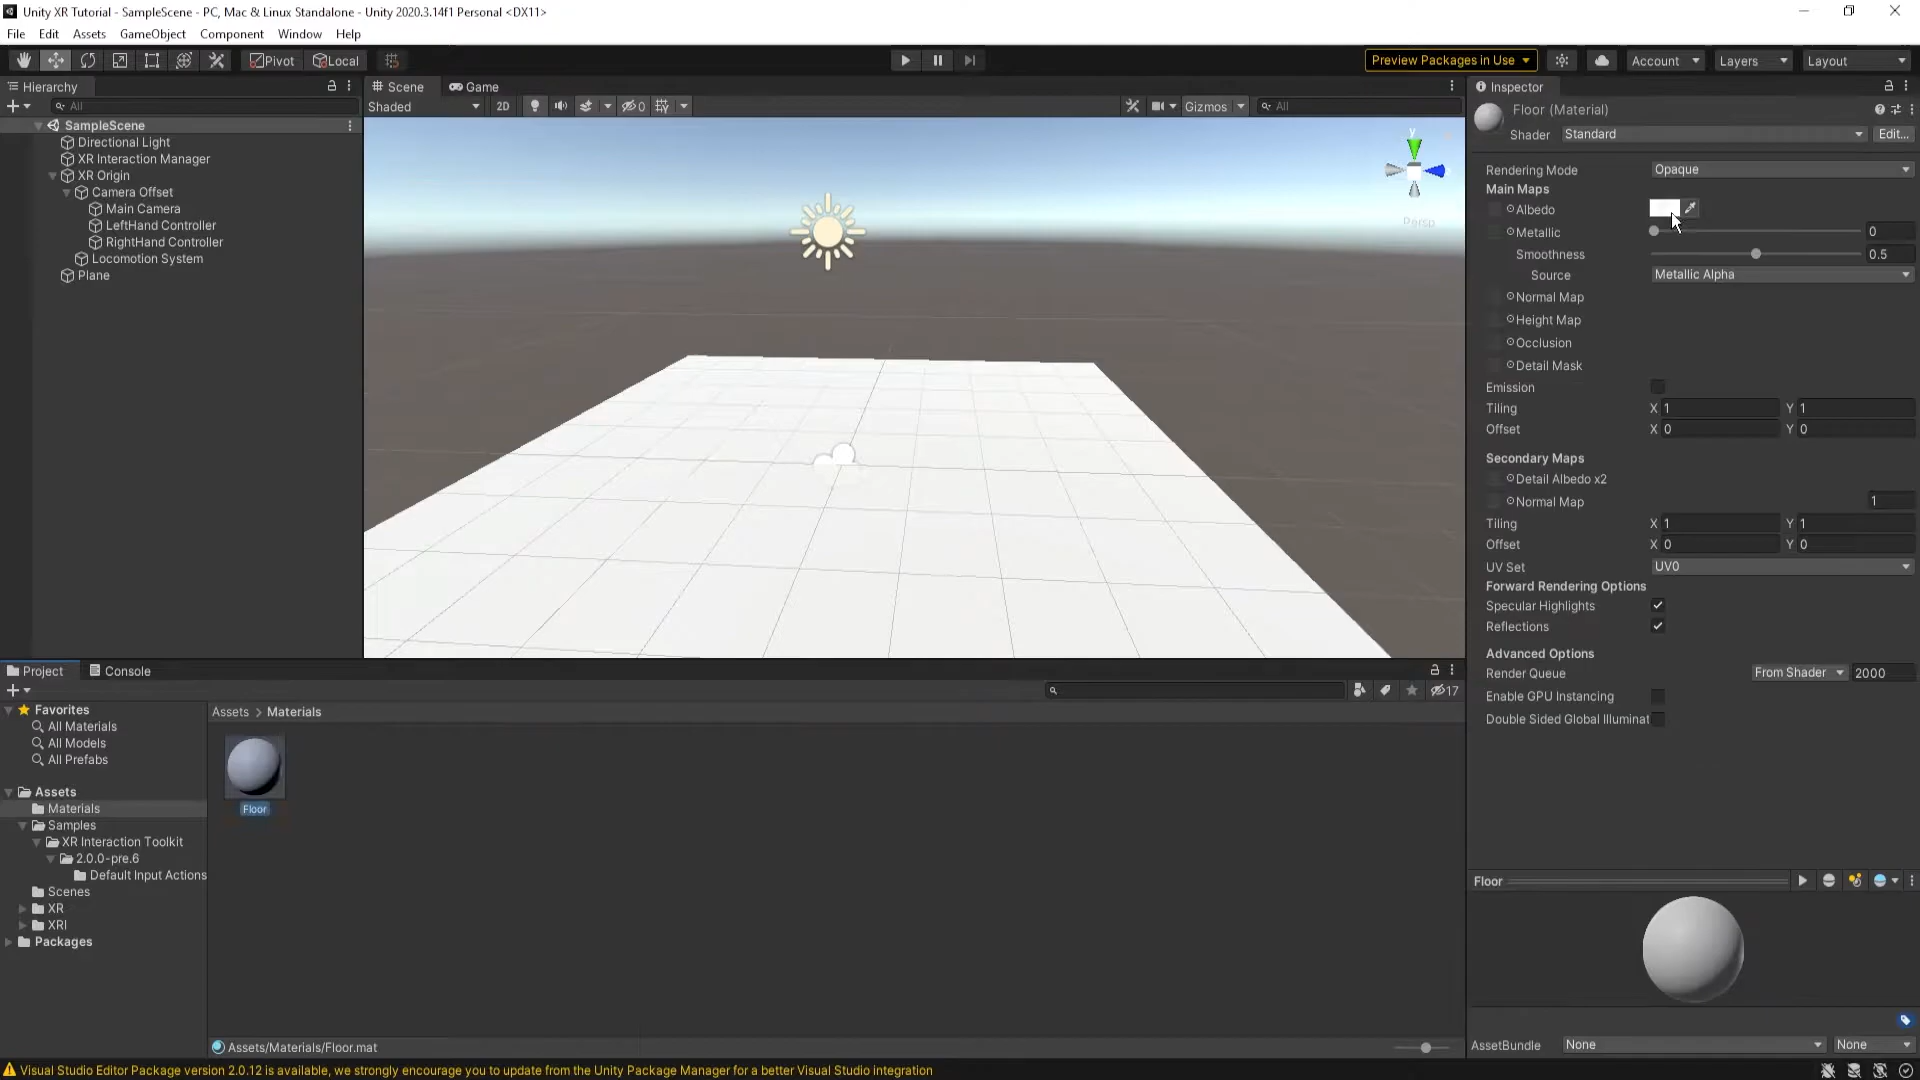 Unity XR Tutorial - SampleScene - PC, Mac & Linux Standalone - Unity 2020.3.14f1 Personal <DX11>
File Edit Assets GameObject Component Window Help
Pivot Local Preview Packages in Use Account Layers Layout
Hierarchy
All
SampleScene
Directional Light
XR Interaction Manager
XR Origin
Camera Offset
Main Camera
LeftHand Controller
RightHand Controller
Locomotion System
Plane
Scene Game
Shaded 2D 0 Gizmos All
y
Persp
Inspector
Floor (Material)
Shader Standard Edit...
Rendering Mode Opaque
Main Maps
Albedo
Metallic 0
Smoothness 0.5
Source Metallic Alpha
Normal Map
Height Map
Occlusion
Detail Mask
Emission
Tiling X 1 Y 1
Offset X 0 Y 0
Secondary Maps
Detail Albedo x2
Normal Map 1
Tiling X 1 Y 1
Offset X 0 Y 0
UV Set UV0
Forward Rendering Options
Specular Highlights
Reflections
Advanced Options
Render Queue From Shader 2000
Enable GPU Instancing
Double Sided Global Illuminat
Floor
AssetBundle None None
Project Console
17
Favorites
All Materials
All Models
All Prefabs
Assets
Materials
Samples
XR Interaction Toolkit
2.0.0-pre.6
Default Input Actions
Scenes
XR
XRI
Packages
Assets > Materials
Floor
Assets/Materials/Floor.mat
Visual Studio Editor Package version 2.0.12 is available, we strongly encourage you to update from the Unity Package Manager for a better Visual Studio integration